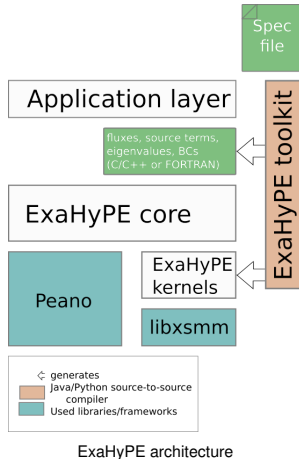 Spec
file
Application layer
fluxes, source terms,
eigenvalues, BCs
(C/C++ or FORTRAN)
ExaHyPE toolkit
ExaHyPE core
Peano
ExaHyPE
kernels
libxsmm
generates
Java/Python source-to-source
compiler
Used libraries/frameworks
ExaHyPE architecture